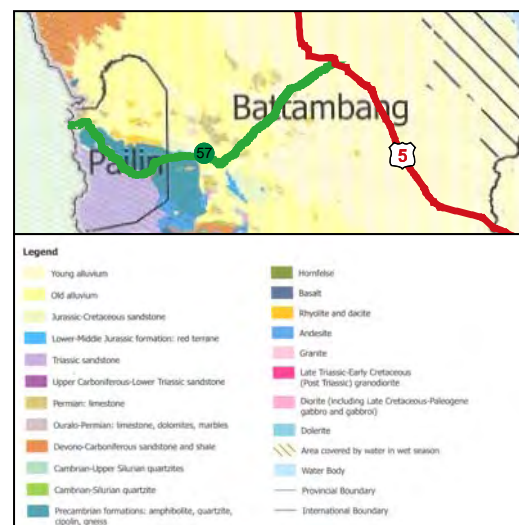 Battambang
Pailin
57
5
Legend
Young alluvium
Old alluvium
Jurassic-Cretaceous sandstone
Lower-Middle Jurassic formation: red terrane
Triassic sandstone
Upper Carboniferous-Lower Triassic sandstone
Permian: limestone
Ouralo-Permian: limestone, dolomites, marbles
Devono-Carboniferous sandstone and shale
Cambrian-Upper Silurian quartzites
Cambrian-Silurian quartzite
Precambrian formations: amphibolite, quartzite,
cipolin, gneiss
Hornfelse
Basalt
Rhyolite and dacite
Andesite
Granite
Late Triassic-Early Cretaceous
(Post Triassic) granodiorite
Diorite (including Late Cretaceous-Paleogene
gabbro and gabbroi)
Dolerite
Area covered by water in wet season
Water Body
Provincial Boundary
International Boundary